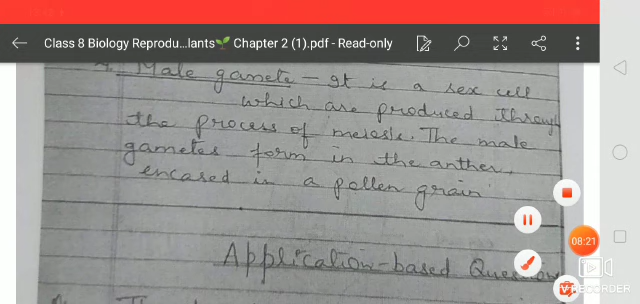 Class 8 Biology Reprodu...lants🌱 Chapter 2 (1).pdf - Read-only
Male gamete - It is a sex cell
which are produced through
the process of meiosis. The male
gametes form in the anther,
encased in a pollen grain
Application-based Question
08:21
RECORDER